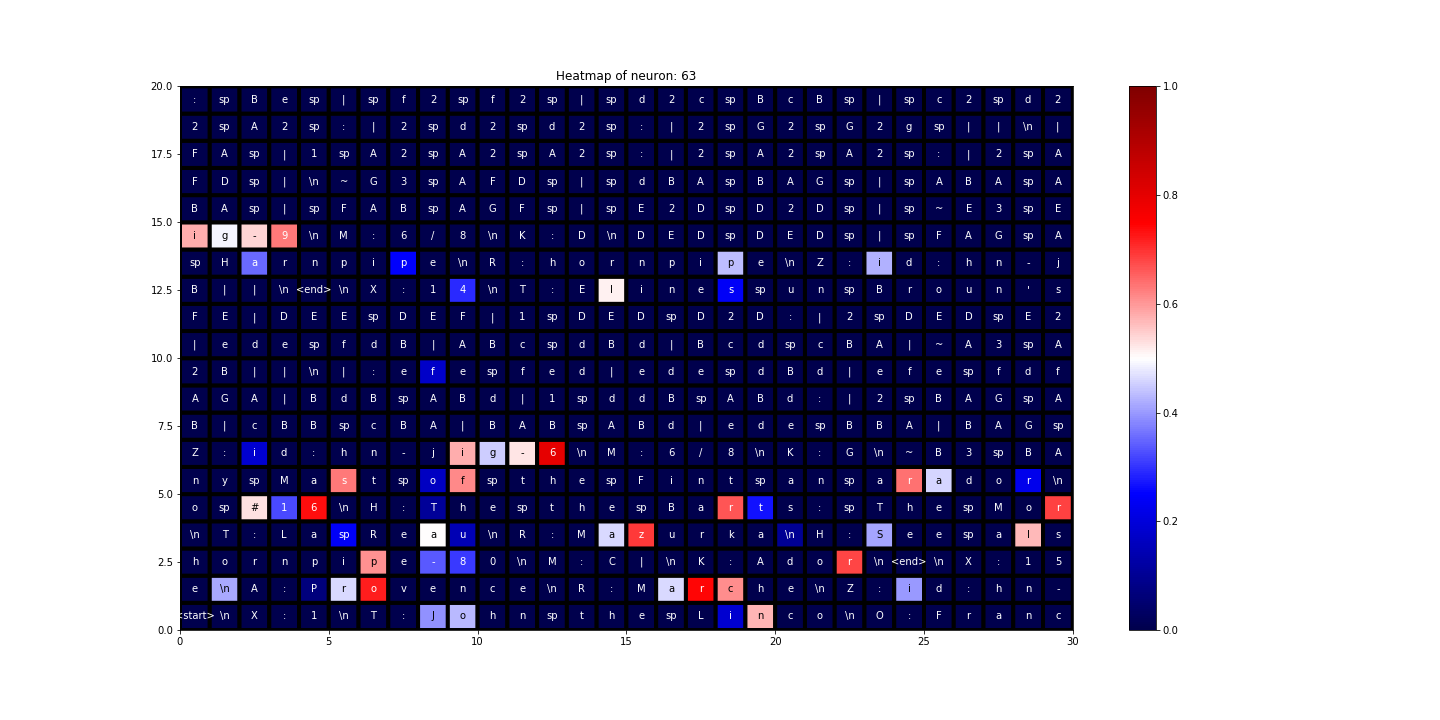 Heatmap of neuron: 63
20.0
: sp B e sp | sp f 2 sp f 2 sp | sp d 2 c sp B c B sp | sp c 2 sp d 2
2 sp A 2 sp : | 2 sp d 2 sp d 2 sp : | 2 sp G 2 sp G 2 g sp | | \n |
17.5
F A sp | 1 sp A 2 sp A 2 sp A 2 sp : | 2 sp A 2 sp A 2 sp : | 2 sp A
F D sp | \n ~ G 3 sp A F D sp | sp d B A sp B A G sp | sp A B A sp A
B A sp | sp F A B sp A G F sp | sp E 2 D sp D 2 D sp | sp ~ E 3 sp E
15.0
i g - 9 \n M : 6 / 8 \n K : D \n D E D sp D E D sp | sp F A G sp A
sp H a r n p i p e \n R : h o r n p i p e \n Z : i d : h n - j
12.5
B | | \n <end> \n X : 1 4 \n T : E l i n e s sp u n sp B r o u n ' s
F E | D E E sp D E F | 1 sp D E D sp D 2 D : | 2 sp D E D sp E 2
| e d e sp f d B | A B c sp d B d | B c d sp c B A | ~ A 3 sp A
10.0
2 B | | \n | : e f e sp f e d | e d e sp d B d | e f e sp f d f
A G A | B d B sp A B d | 1 sp d d B sp A B d : | 2 sp B A G sp A
7.5
B | c B B sp c B A | B A B sp A B d | e d e sp B B A | B A G sp
Z : i d : h n - j i g - 6 \n M : 6 / 8 \n K : G \n ~ B 3 sp B A
n y sp M a s t sp o f sp t h e sp F i n t sp a n sp a r a d o r \n
5.0
o sp # 1 6 \n H : T h e sp t h e sp B a r t s : sp T h e sp M o r
\n T : L a sp R e a u \n R : M a z u r k a \n H : S e e sp a l s
2.5
h o r n p i p e - 8 0 \n M : C | \n K : A d o r \n <end> \n X : 1 5
e \n A : P r o v e n c e \n R : M a r c h e \n Z : i d : h n -
<start> \n X : 1 \n T : J o h n sp t h e sp L i n c o \n O : F r a n c
0.0
0 5 10 15 20 25 30
1.0
0.8
0.6
0.4
0.2
0.0